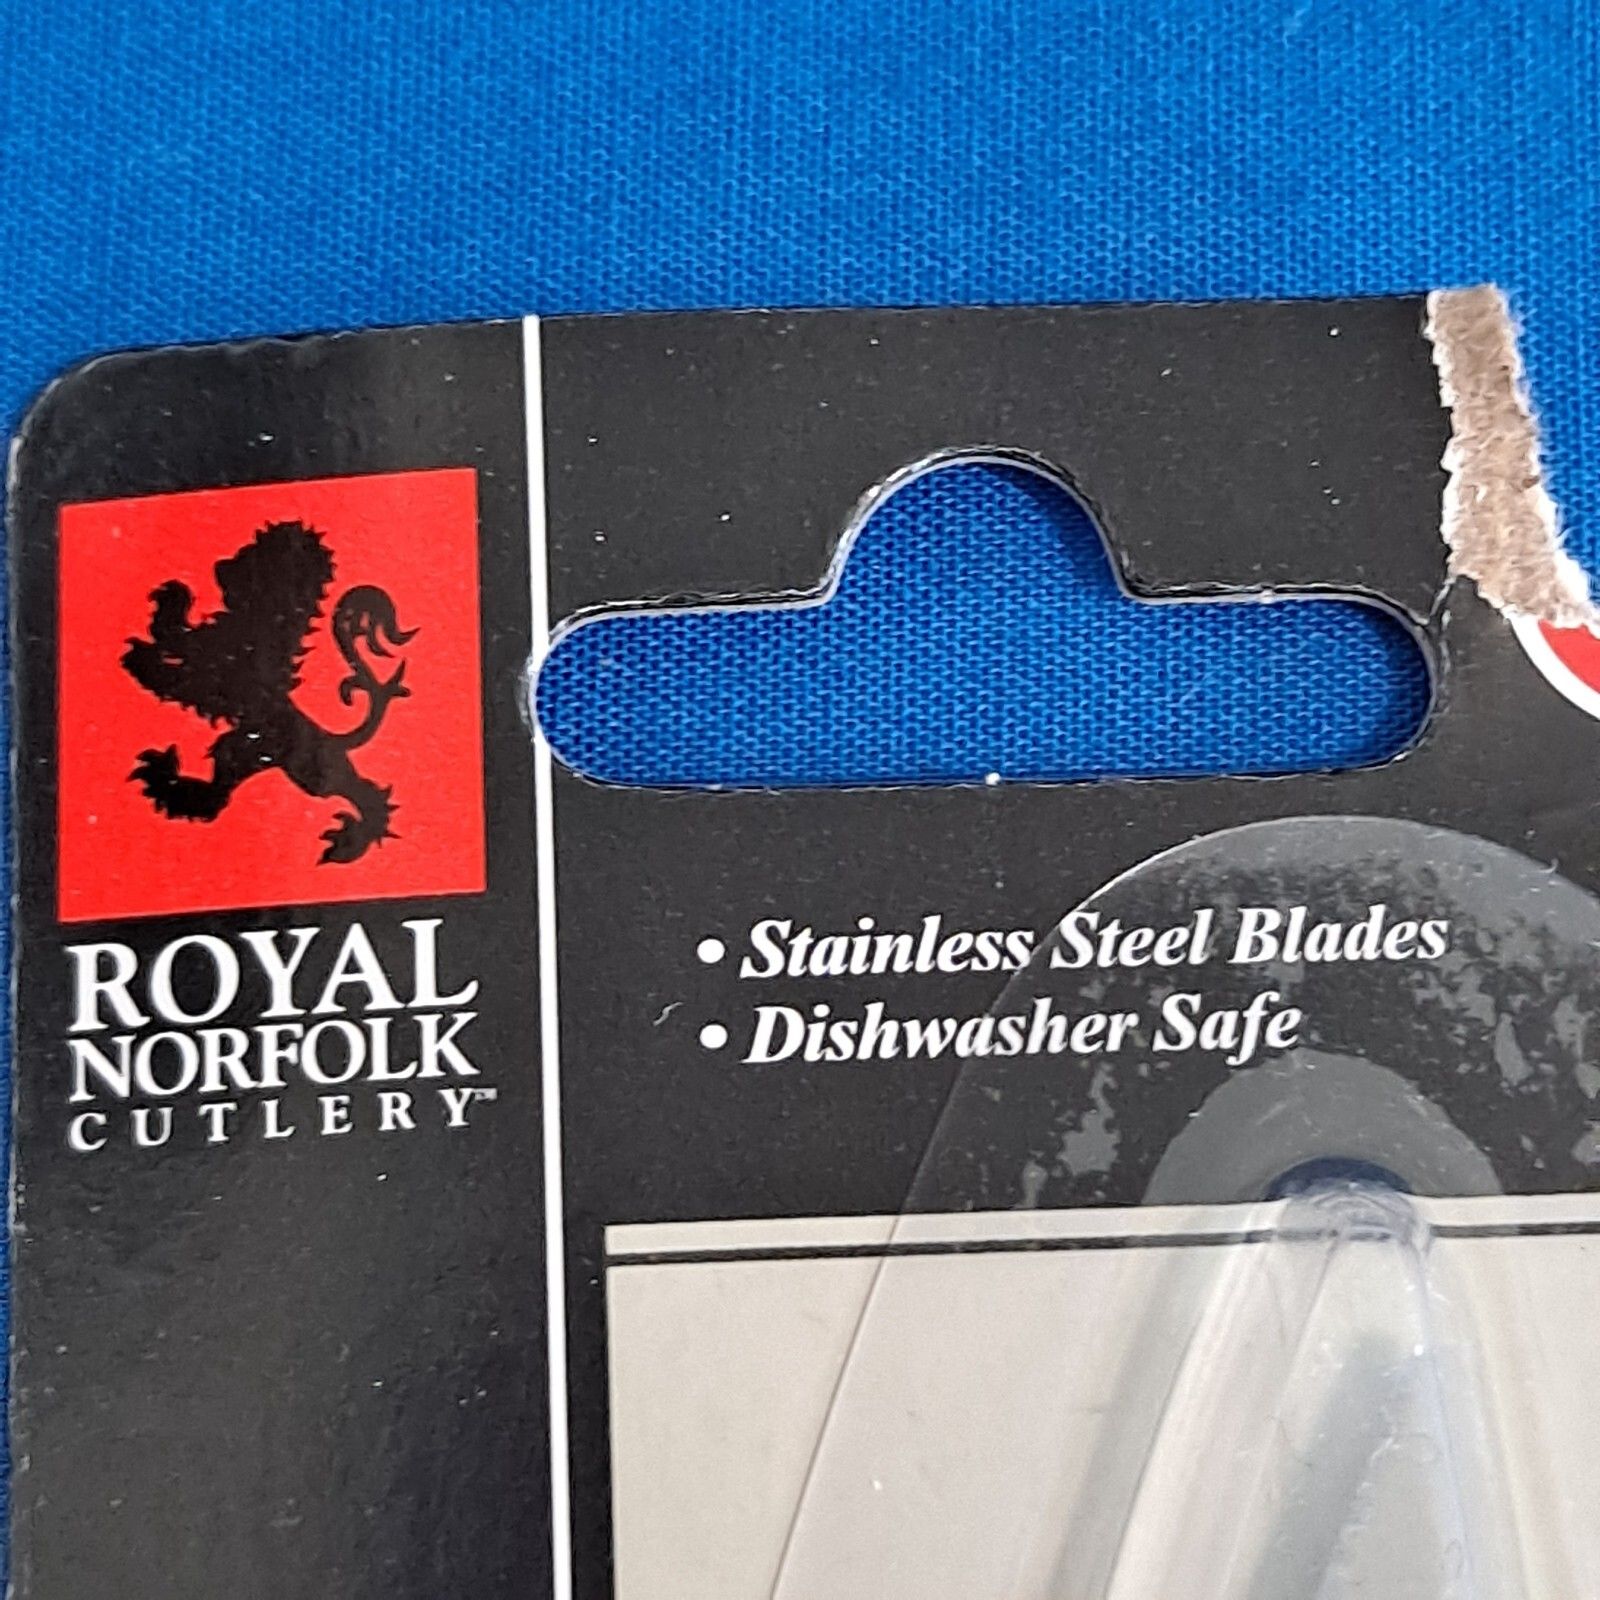 ROYAL
NORFOLK
CUTLERY™
• Stainless Steel Blades
• Dishwasher Safe